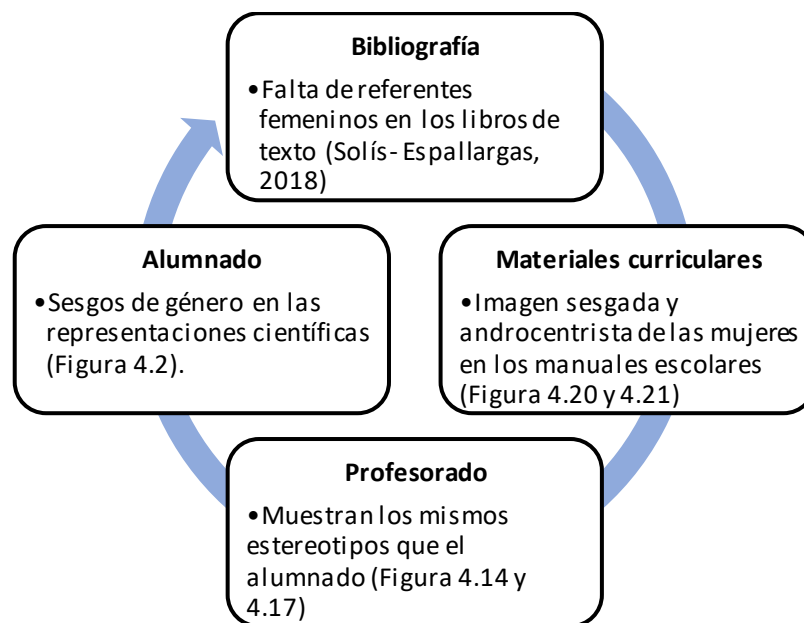 Bibliografía
•Falta de referentes
femeninos en los libros de
texto (Solís- Espallargas,
2018)
Materiales curriculares
•Imagen sesgada y
androcentrista de las mujeres
en los manuales escolares
(Figura 4.20 y 4.21)
Profesorado
•Muestran los mismos
estereotipos que el
alumnado (Figura 4.14 y
4.17)
Alumnado
•Sesgos de género en las
representaciones científicas
(Figura 4.2).